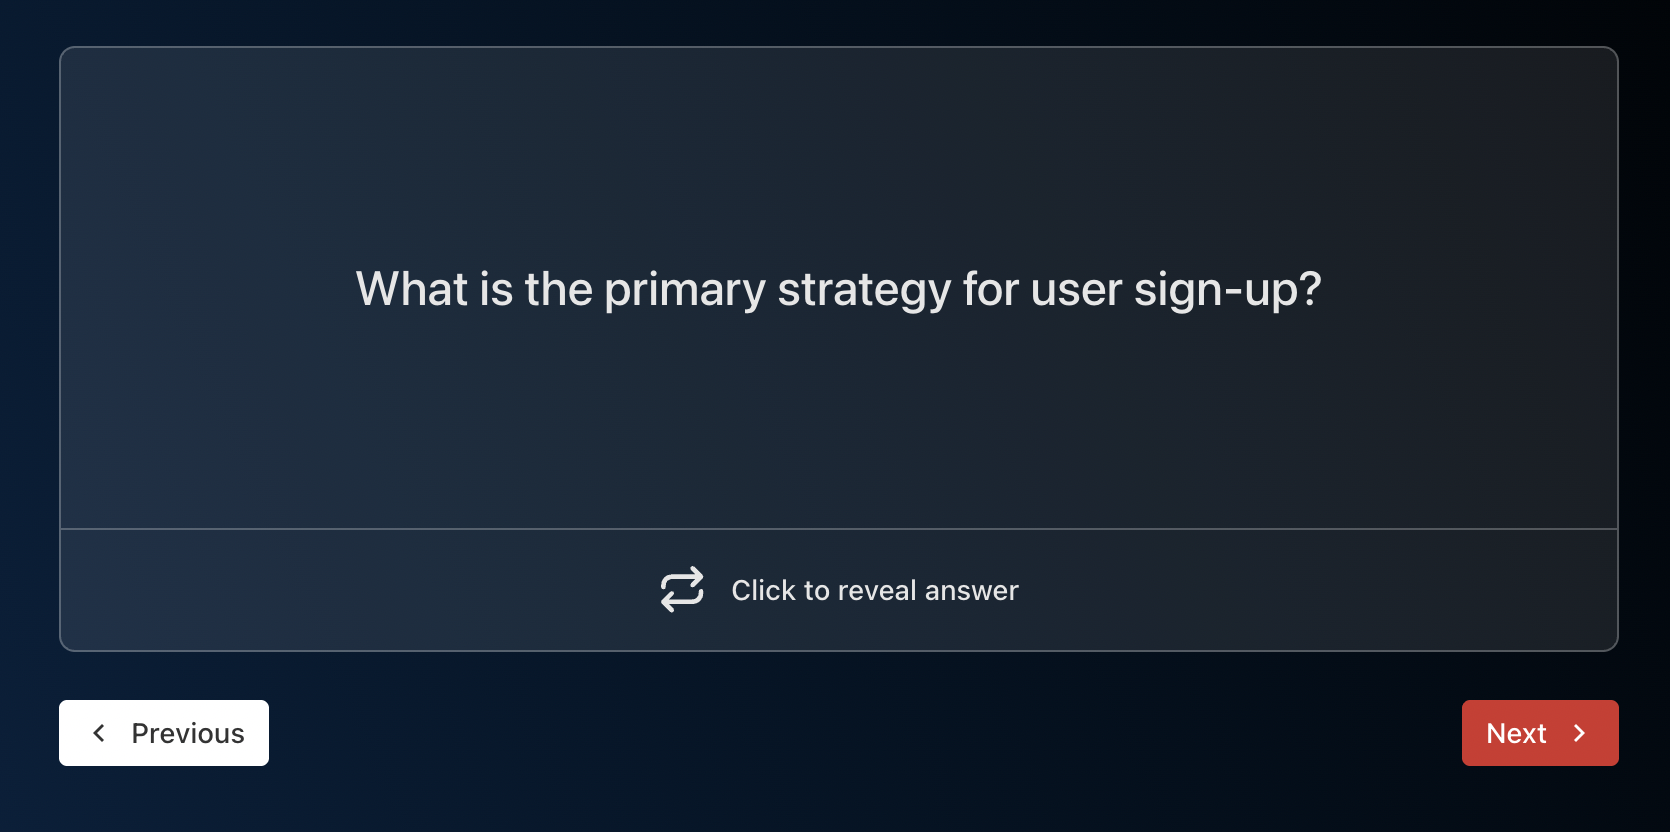 What is the primary strategy for user sign-up?
Click to reveal answer
Previous
Next